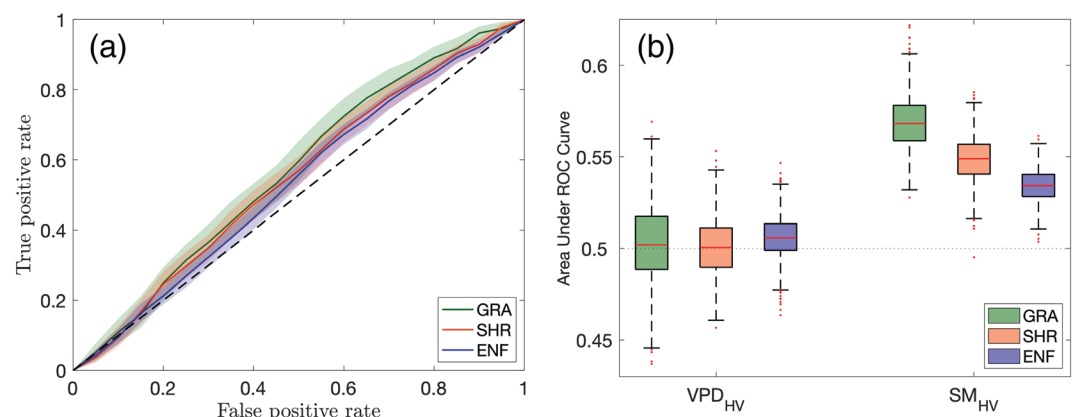 (a)
True positive rate
1
0.8
0.6
0.4
0.2
0
0
0.2
0.4
0.6
0.8
1
False positive rate
GRA
SHR
ENF
(b)
Area Under ROC Curve
0.6
0.55
0.5
0.45
VPD_HV
SM_HV
GRA
SHR
ENF